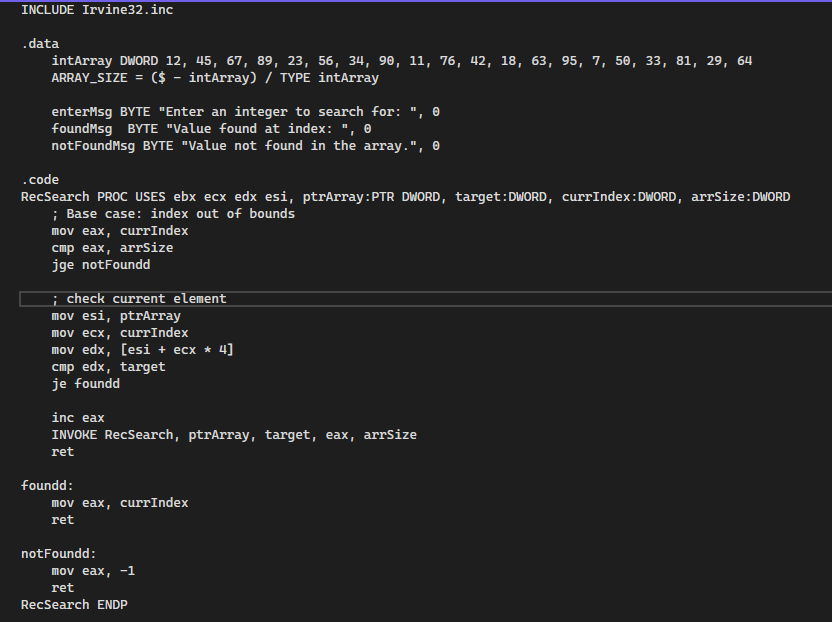 INCLUDE Irvine32.inc
.data
    intArray DWORD 12, 45, 67, 89, 23, 56, 34, 90, 11, 76, 42, 18, 63, 95, 7, 50, 33, 81, 29, 64
    ARRAY_SIZE = ($ - intArray) / TYPE intArray
    enterMsg BYTE "Enter an integer to search for: ", 0
    foundMsg  BYTE "Value found at index: ", 0
    notFoundMsg BYTE "Value not found in the array.", 0
.code
RecSearch PROC USES ebx ecx edx esi, ptrArray:PTR DWORD, target:DWORD, currIndex:DWORD, arrSize:DWORD
    ; Base case: index out of bounds
    mov eax, currIndex
    cmp eax, arrSize
    jge notFoundd
    ; check current element
    mov esi, ptrArray
    mov ecx, currIndex
    mov edx, [esi + ecx * 4]
    cmp edx, target
    je foundd
    inc eax
    INVOKE RecSearch, ptrArray, target, eax, arrSize
    ret
foundd:
    mov eax, currIndex
    ret
notFoundd:
    mov eax, -1
    ret
RecSearch ENDP